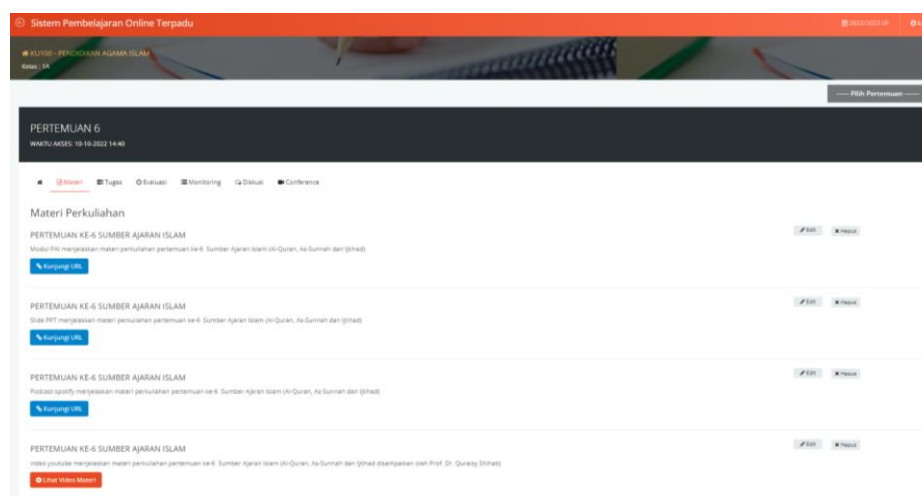 Sistem Pembelajaran Online Terpadu
2022/2023 GF
KU100 - PENDIDIKAN AGAMA ISLAM
Kelas : 1A
----- Pilih Pertemuan -----
PERTEMUAN 6
WAKTU AKSES: 10-10-2022 14:40
Materi Tugas Evaluasi Monitoring Diskusi Conference
Materi Perkuliahan
PERTEMUAN KE-6 SUMBER AJARAN ISLAM
Edit Hapus
Modul PAI menjelaskan materi perkuliahan pertemuan ke-6 Sumber Ajaran Islam (Al-Quran, As-Sunnah dan Ijtihad)
Kunjungi URL
PERTEMUAN KE-6 SUMBER AJARAN ISLAM
Edit Hapus
Slide PPT menjelaskan materi perkuliahan pertemuan ke-6 Sumber Ajaran Islam (Al-Quran, As-Sunnah dan Ijtihad)
Kunjungi URL
PERTEMUAN KE-6 SUMBER AJARAN ISLAM
Edit Hapus
Podcast spotify menjelaskan materi perkuliahan pertemuan ke-6 Sumber Ajaran Islam (Al-Quran, As-Sunnah dan Ijtihad)
Kunjungi URL
PERTEMUAN KE-6 SUMBER AJARAN ISLAM
Edit Hapus
video youtube menjelaskan materi perkuliahan pertemuan ke-6 Sumber Ajaran Islam (Al-Quran, As-Sunnah dan Ijtihad disampaikan oleh Prof. Dr. Quraisy Shihab)
Lihat Video Materi